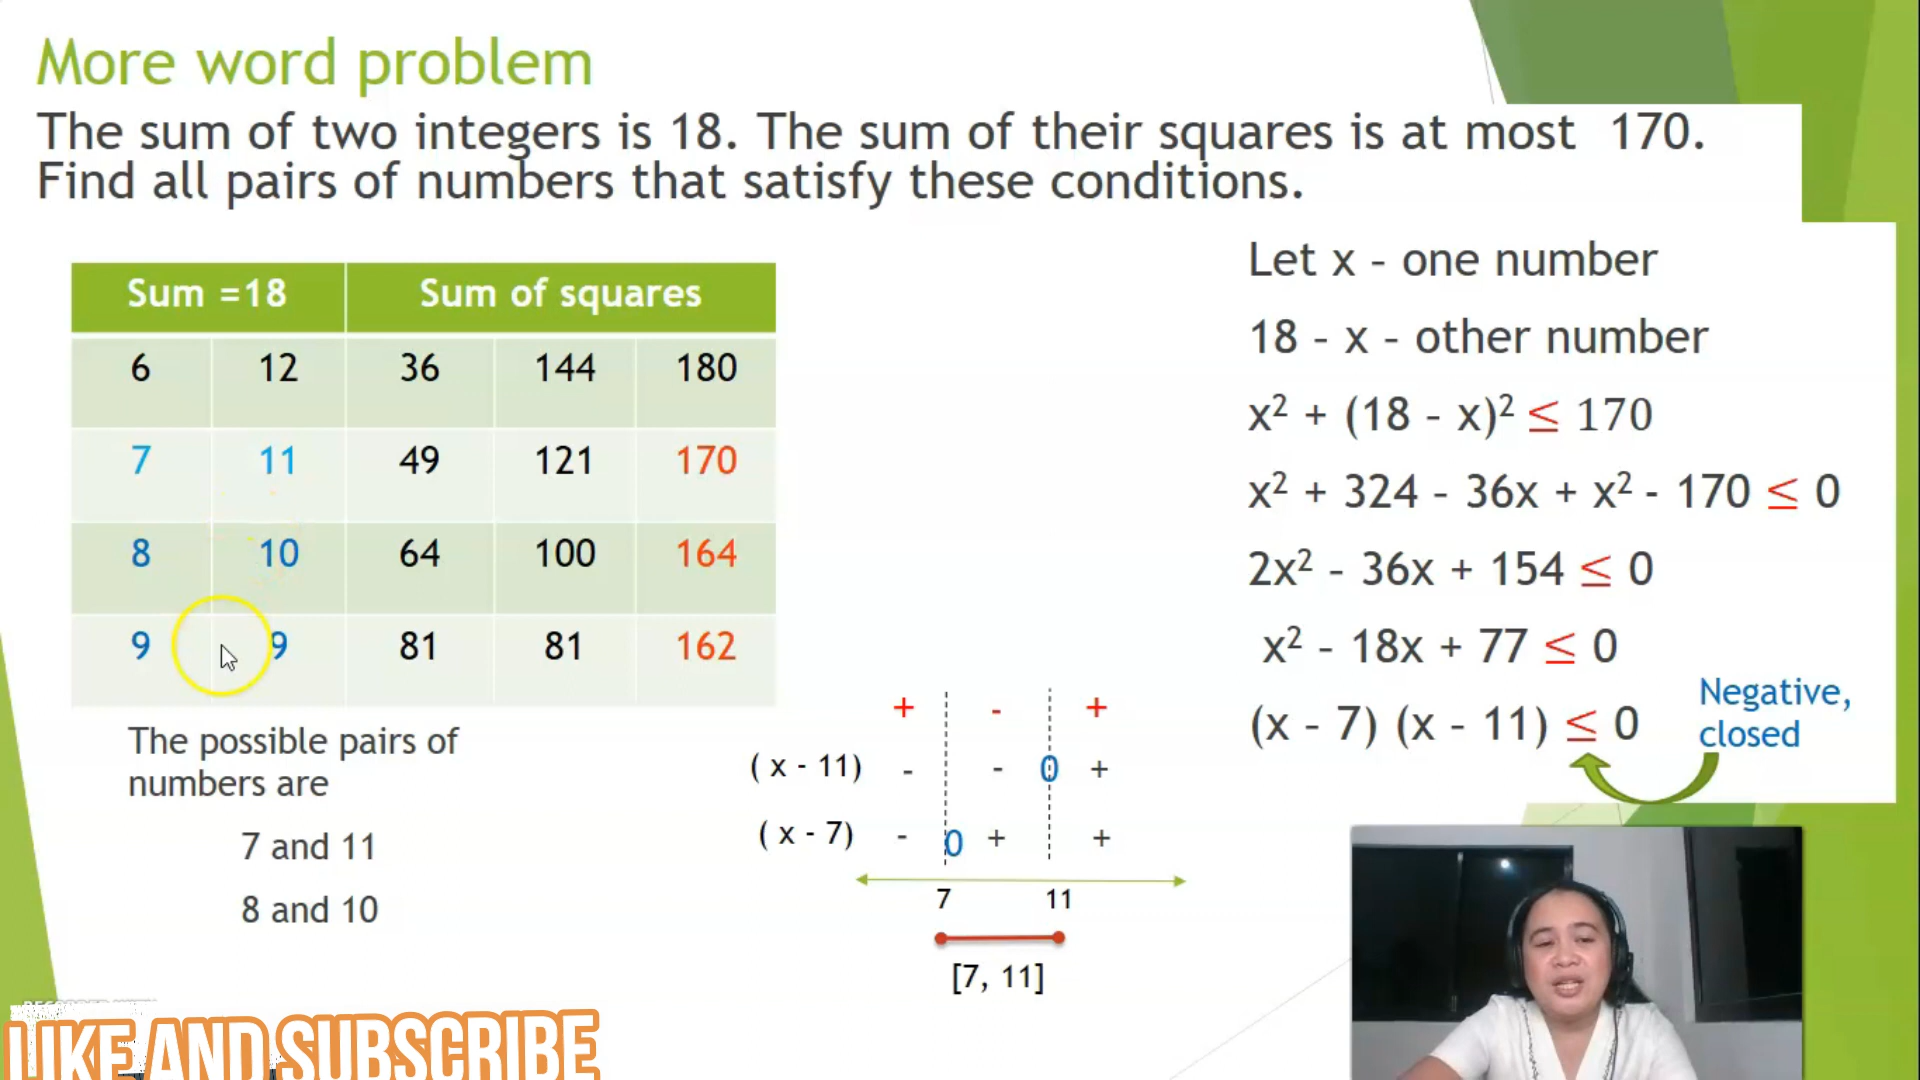 More word problem
The sum of two integers is 18. The sum of their squares is at most 170.
Find all pairs of numbers that satisfy these conditions.
Sum =18 Sum of squares
6 12 36 144 180
7 11 49 121 170
8 10 64 100 164
9 9 81 81 162
The possible pairs of
numbers are
7 and 11
8 and 10
+ - +
( x - 11) - - 0 +
( x - 7) - 0 + +
7 11
[7, 11]
Let x - one number
18 - x - other number
x² + (18 - x)² ≤ 170
x² + 324 - 36x + x² - 170 ≤ 0
2x² - 36x + 154 ≤ 0
x² - 18x + 77 ≤ 0
(x - 7) (x - 11) ≤ 0
Negative,
closed
LIKE AND SUBSCRIBE